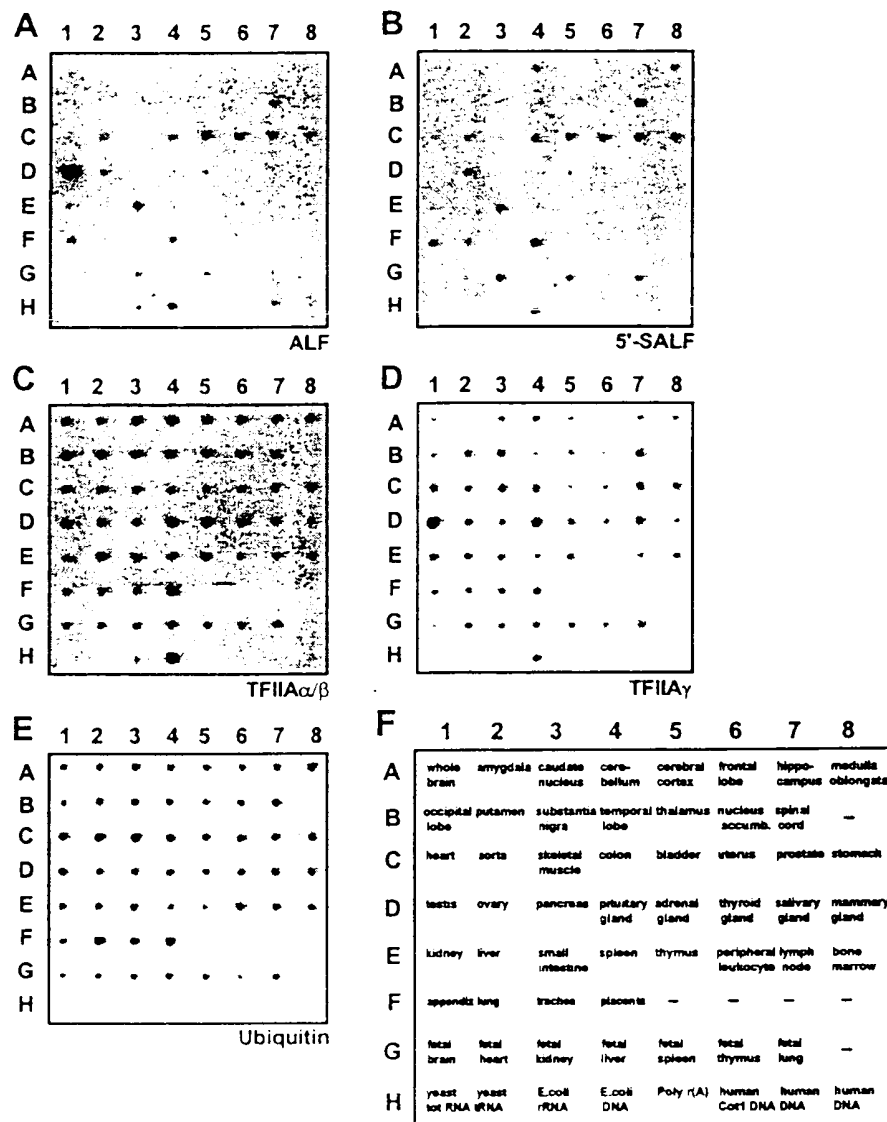 A
1 2 3 4 5 6 7 8
A
B
C
D
E
F
G
H
ALF
B
1 2 3 4 5 6 7 8
A
B
C
D
E
F
G
H
5'-SALF
C
1 2 3 4 5 6 7 8
A
B
C
D
E
F
G
H
TFIIAα/β
D
1 2 3 4 5 6 7 8
A
B
C
D
E
F
G
H
TFIIAγ
E
1 2 3 4 5 6 7 8
A
B
C
D
E
F
G
H
Ubiquitin
F
1 2 3 4 5 6 7 8
A whole amygdala caudate cere- cerebral frontal hippo- medulla
brain nucleus bellum cortex lobe campus oblongata
B occipital putamen substantia temporal thalamus nucleus spinal –
lobe nigra lobe accumb. cord
C heart aorta skeletal colon bladder uterus prostate stomach
muscle
D testis ovary pancreas pituitary adrenal thyroid salivary mammary
gland gland gland gland gland
E kidney liver small spleen thymus peripheral lymph bone
intestine leukocyte node marrow
F appendix lung trachea placenta – – – –
G fetal fetal fetal fetal fetal fetal fetal –
brain heart kidney liver spleen thymus lung
H yeast yeast E.coli E.coli Poly r(A) human human human
tot RNA tRNA rRNA DNA Cot1 DNA DNA DNA